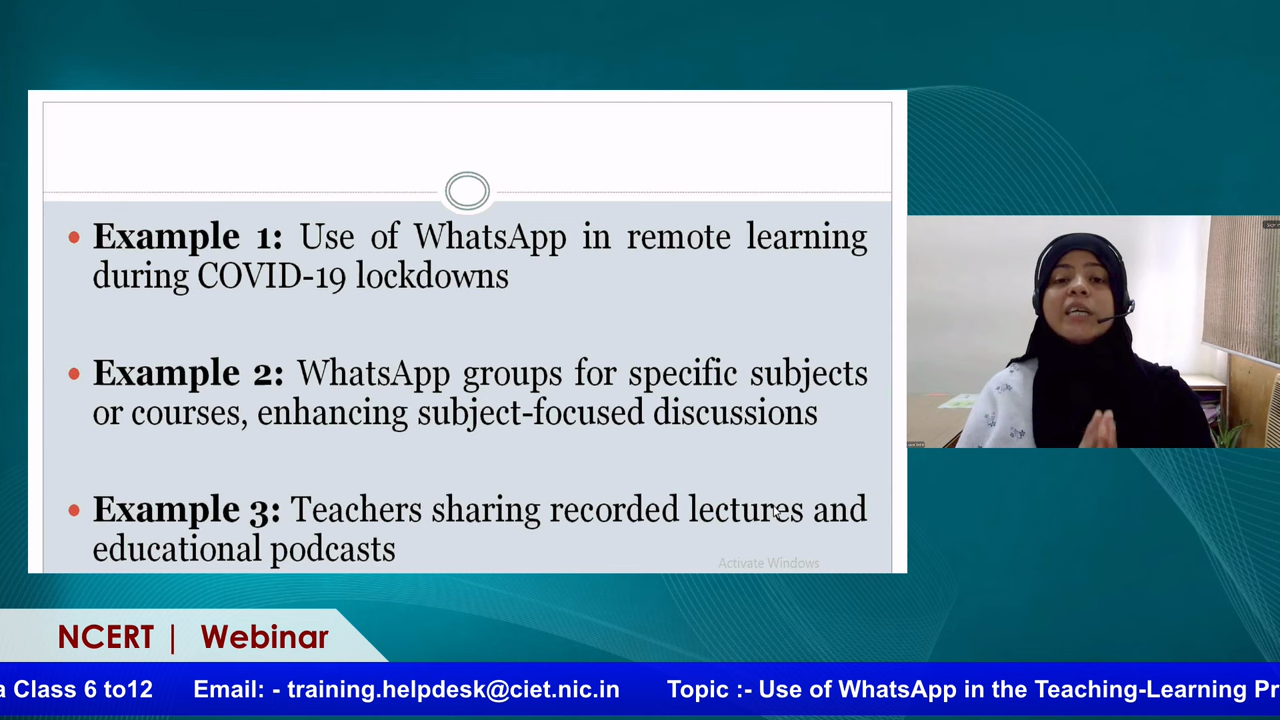 Example 1: Use of WhatsApp in remote learning
during COVID-19 lockdowns
Example 2: WhatsApp groups for specific subjects
or courses, enhancing subject-focused discussions
Example 3: Teachers sharing recorded lectures and
educational podcasts
Activate Windows
NCERT | Webinar
a Class 6 to12 Email: - training.helpdesk@ciet.nic.in Topic :- Use of WhatsApp in the Teaching-Learning Pr